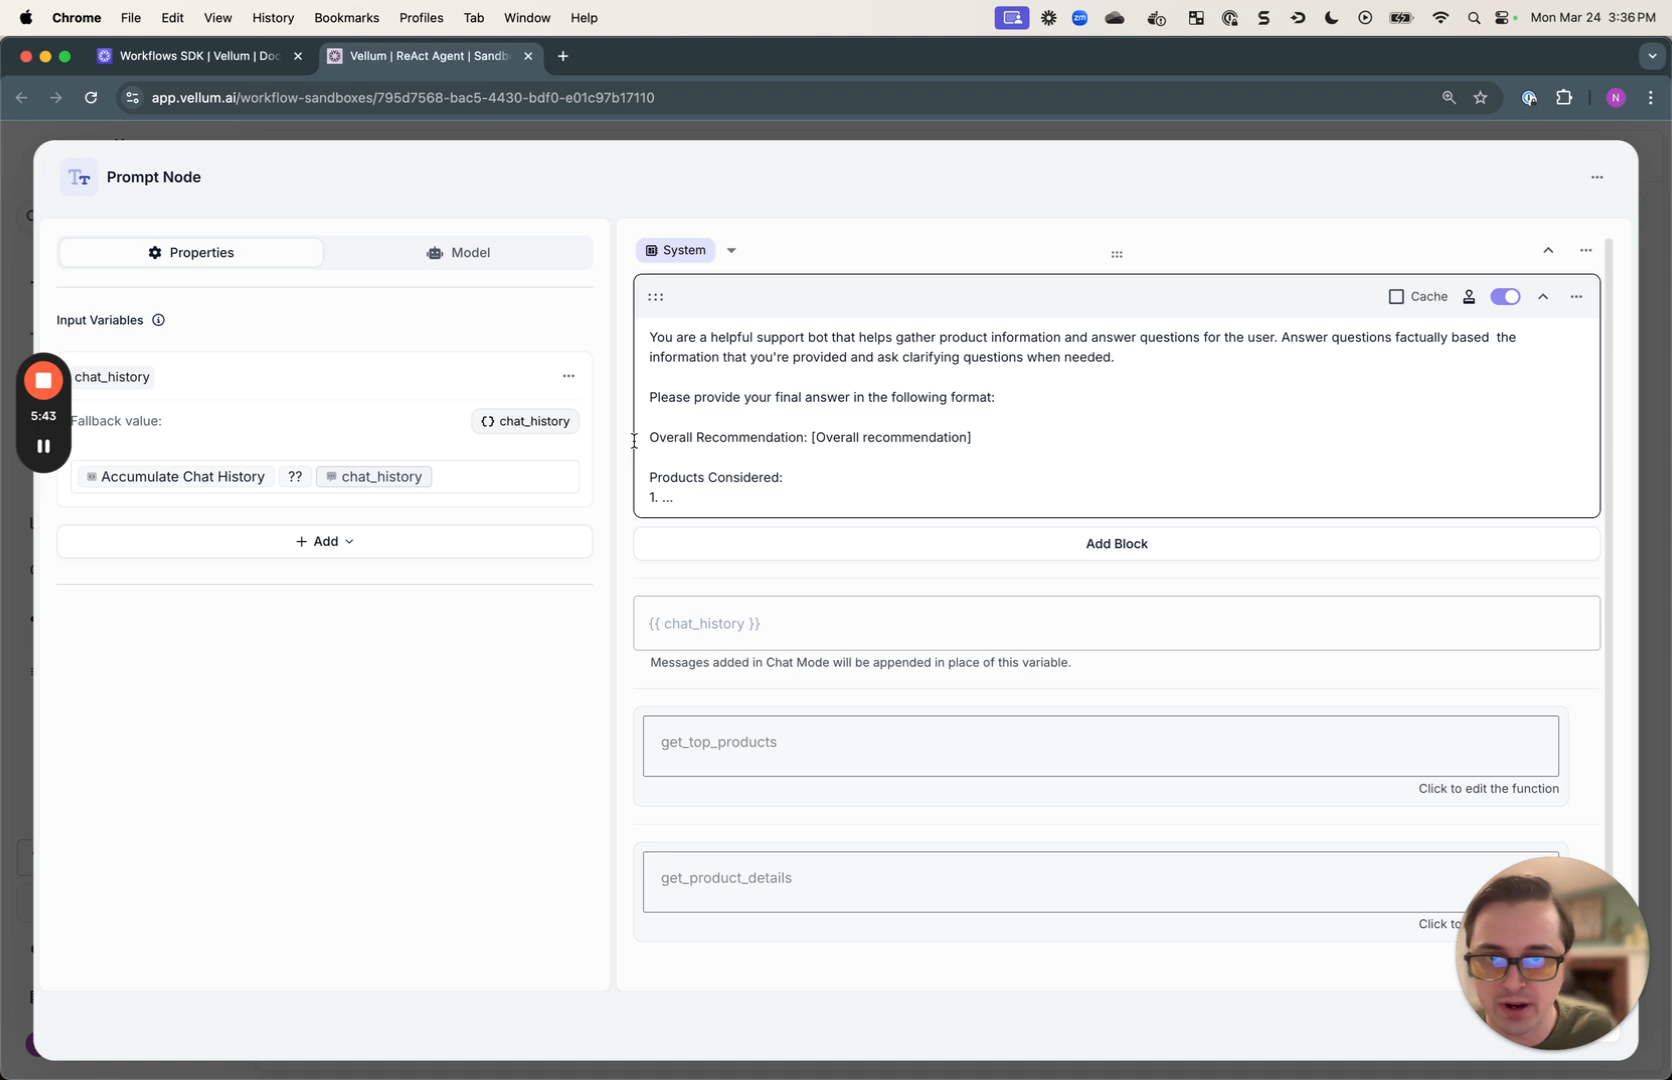 Chrome File Edit View History Bookmarks Profiles Tab Window Help
zm
Mon Mar 24 3:36 PM
Workflows SDK | Vellum | Doc
Vellum | ReAct Agent | Sandb
app.vellum.ai/workflow-sandboxes/795d7568-bac5-4430-bdf0-e01c97b17110
N
Prompt Node
Properties
Model
Input Variables
chat_history
5:43
Fallback value:
chat_history
Accumulate Chat History ?? chat_history
+ Add
System
Cache
You are a helpful support bot that helps gather product information and answer questions for the user. Answer questions factually based  the
information that you're provided and ask clarifying questions when needed.
Please provide your final answer in the following format:
Overall Recommendation: [Overall recommendation]
Products Considered:
1. ...
Add Block
{{ chat_history }}
Messages added in Chat Mode will be appended in place of this variable.
get_top_products
Click to edit the function
get_product_details
Click to